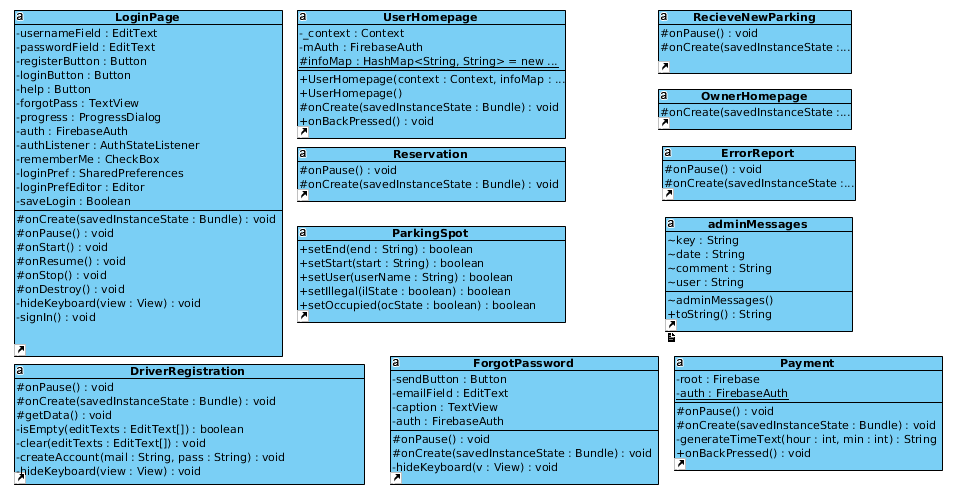 a LoginPage
-usernameField : EditText
-passwordField : EditText
-registerButton : Button
-loginButton : Button
-help : Button
-forgotPass : TextView
-progress : ProgressDialog
-auth : FirebaseAuth
-authListener : AuthStateListener
-rememberMe : CheckBox
-loginPref : SharedPreferences
-loginPrefEditor : Editor
-saveLogin : Boolean
#onCreate(savedInstanceState : Bundle) : void
#onPause() : void
#onStart() : void
#onResume() : void
#onStop() : void
#onDestroy() : void
-hideKeyboard(view : View) : void
-signIn() : void
a UserHomepage
-_context : Context
-mAuth : FirebaseAuth
#infoMap : HashMap<String, String> = new ...
+UserHomepage(context : Context, infoMap : ...
+UserHomepage()
#onCreate(savedInstanceState : Bundle) : void
+onBackPressed() : void
a Reservation
#onPause() : void
#onCreate(savedInstanceState : Bundle) : void
a ParkingSpot
+setEnd(end : String) : boolean
+setStart(start : String) : boolean
+setUser(userName : String) : boolean
+setIllegal(ilState : boolean) : boolean
+setOccupied(ocState : boolean) : boolean
a RecieveNewParking
#onPause() : void
#onCreate(savedInstanceState :...
a OwnerHomepage
#onCreate(savedInstanceState :...
a ErrorReport
#onPause() : void
#onCreate(savedInstanceState :...
a adminMessages
~key : String
~date : String
~comment : String
~user : String
~adminMessages()
+toString() : String
a DriverRegistration
#onPause() : void
#onCreate(savedInstanceState : Bundle) : void
#getData() : void
-isEmpty(editTexts : EditText[]) : boolean
-clear(editTexts : EditText[]) : void
-createAccount(mail : String, pass : String) : void
-hideKeyboard(view : View) : void
a ForgotPassword
-sendButton : Button
-emailField : EditText
-caption : TextView
-auth : FirebaseAuth
#onPause() : void
#onCreate(savedInstanceState : Bundle) : void
-hideKeyboard(v : View) : void
a Payment
-root : Firebase
-auth : FirebaseAuth
#onPause() : void
#onCreate(savedInstanceState : Bundle) : void
-generateTimeText(hour : int, min : int) : String
+onBackPressed() : void